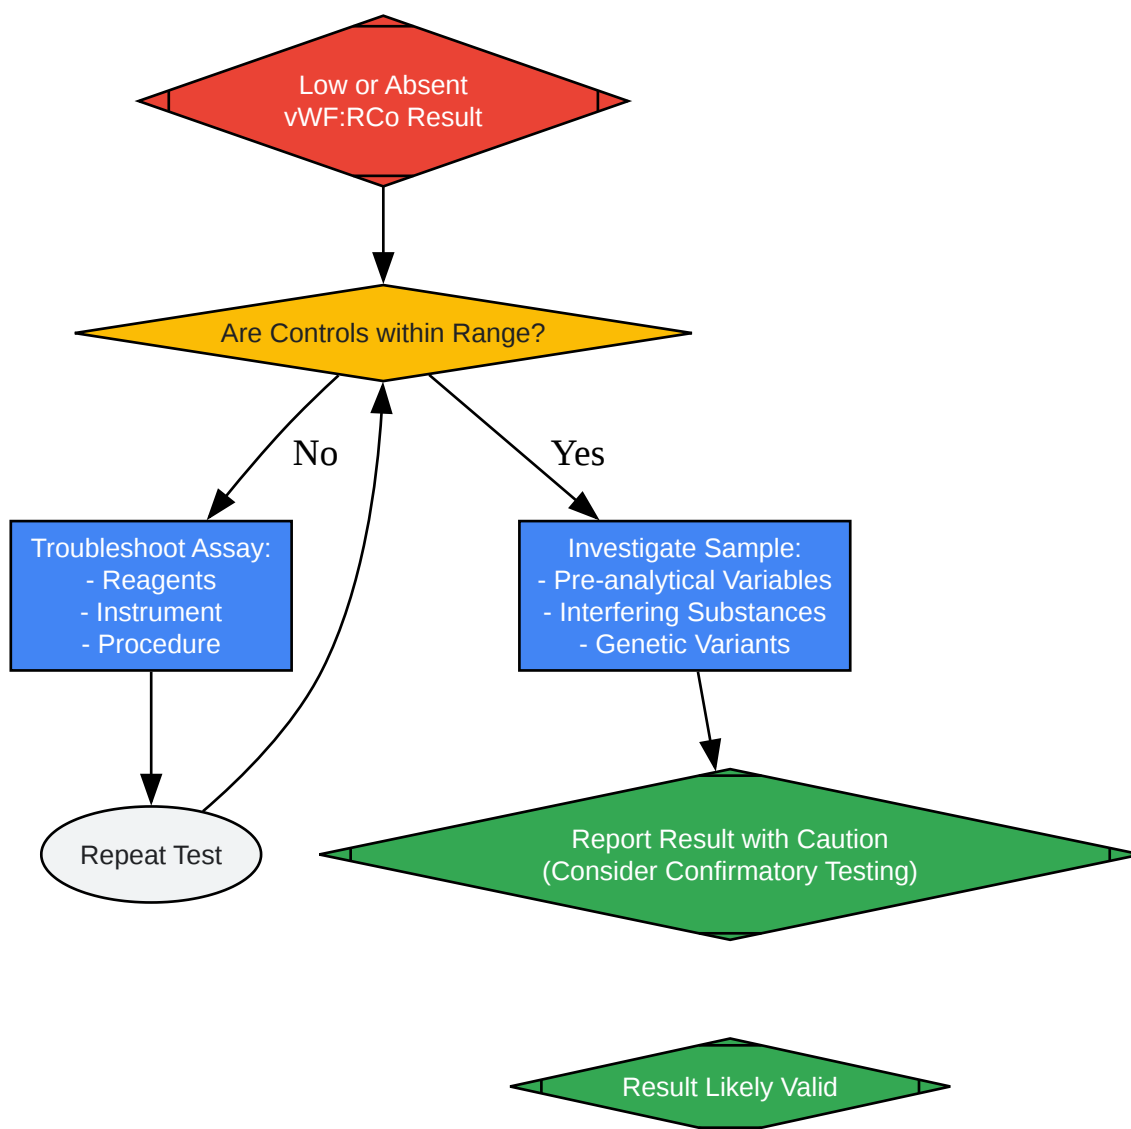 Low or Absent
vWF:RCo Result
Are Controls within Range?
No
Yes
Troubleshoot Assay:
- Reagents
- Instrument
- Procedure
Investigate Sample:
- Pre-analytical Variables
- Interfering Substances
- Genetic Variants
Repeat Test
Report Result with Caution
(Consider Confirmatory Testing)
Result Likely Valid